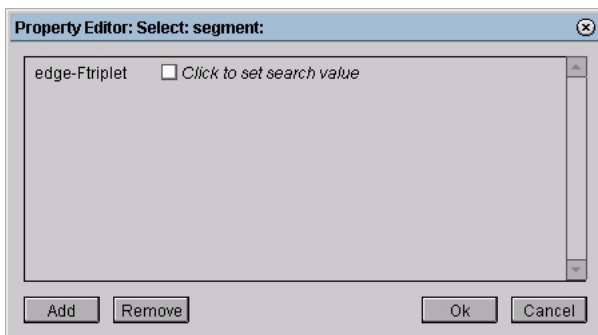 Property Editor: Select: segment:
edge-Ftriplet Click to set search value
Add Remove Ok Cancel